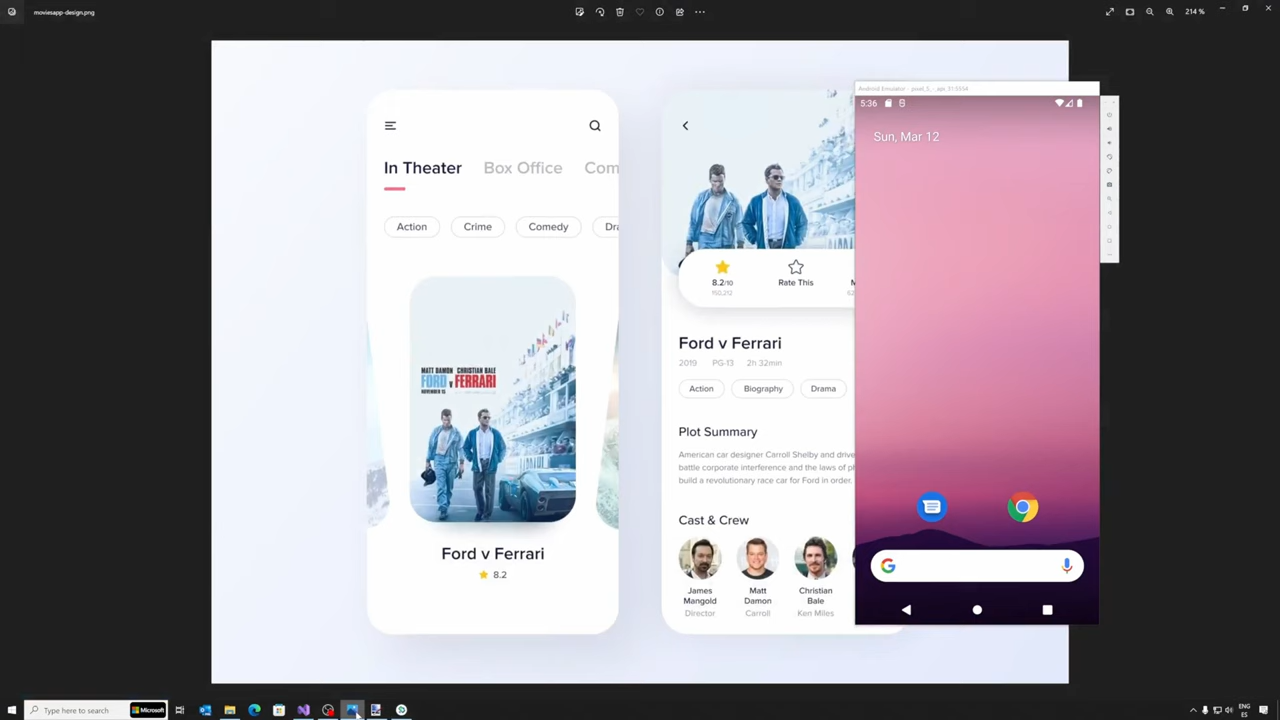 moviesapp-design.png
214 %
In Theater
Box Office
Com
Action
Crime
Comedy
Dra
MATT DAMON CHRISTIAN BALE
FORD v FERRARI
NOVEMBER 15
Ford v Ferrari
8.2
8.2/10
Rate This
Ford v Ferrari
2019 PG-13 2h 32min
Action
Biography
Drama
Plot Summary
American car designer Carroll Shelby and drive
battle corporate interference and the laws of ph
build a revolutionary race car for Ford in order.
Cast & Crew
James
Mangold
Director
Matt
Damon
Carroll
Christian
Bale
Ken Miles
5:36
Sun, Mar 12
Type here to search
Microsoft
ENG
ES